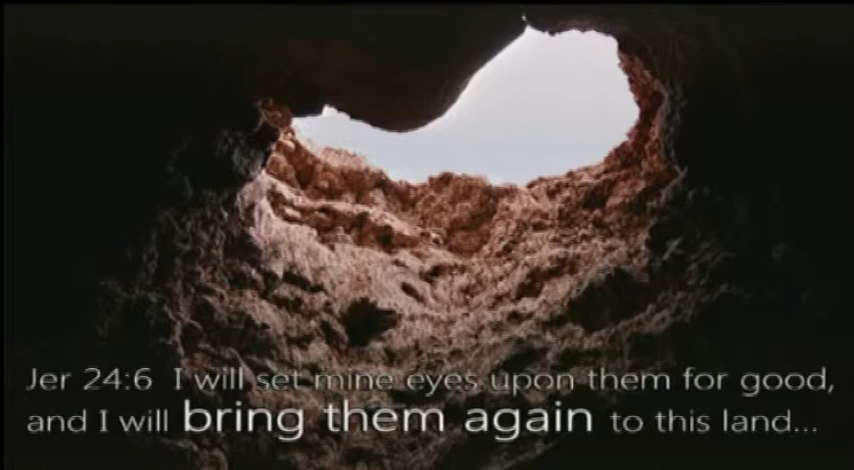 Jer 24:6 I will set mine eyes upon them for good,
and I will bring them again to this land...